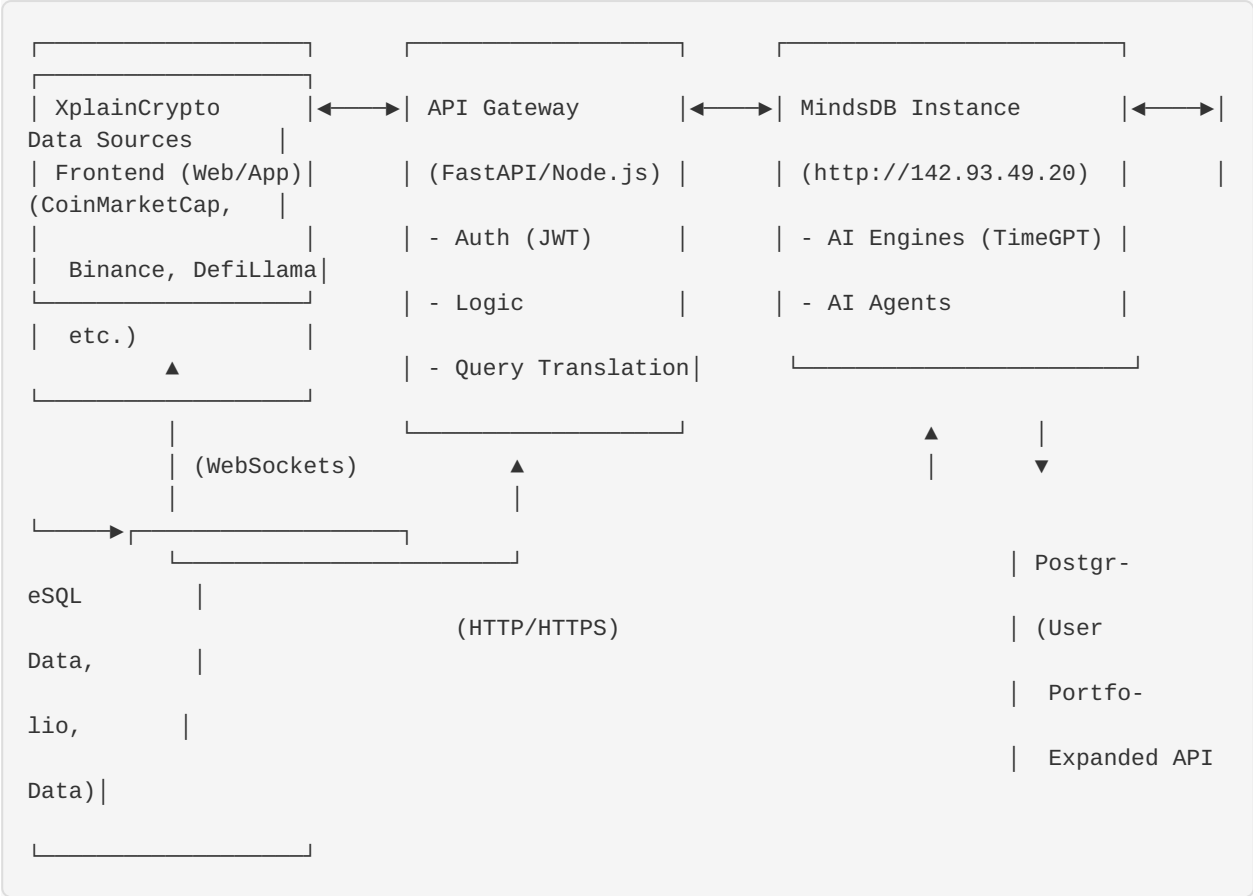 │ XplainCrypto │◄────►│ API Gateway │◄────►│ MindsDB Instance │◄────►│
Data Sources │
│ Frontend (Web/App)│ │ (FastAPI/Node.js) │ │ (http://142.93.49.20) │ │
(CoinMarketCap, │
│ │ │ - Auth (JWT) │ │ - AI Engines (TimeGPT) │
│ Binance, DefiLlama│
│ - Logic │ │ - AI Agents │
│ etc.) │
▲ │ - Query Translation│
│ ▲ │
│ (WebSockets) ▲ │ ▼
│ Postgr-
eSQL │
(HTTP/HTTPS) │ (User
Data, │
│ Portfo-
lio, │
│ Expanded API
Data)│